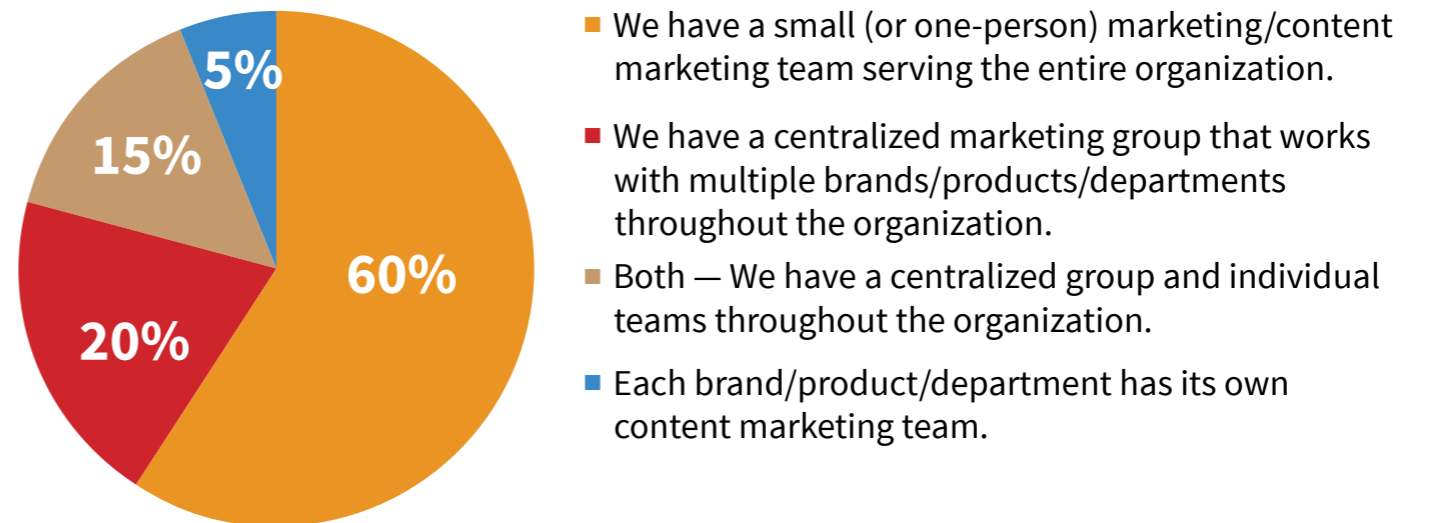 5%
15%
60%
20%
We have a small (or one-person) marketing/content
marketing team serving the entire organization.
We have a centralized marketing group that works
with multiple brands/products/departments
throughout the organization.
Both — We have a centralized group and individual
teams throughout the organization.
Each brand/product/department has its own
content marketing team.